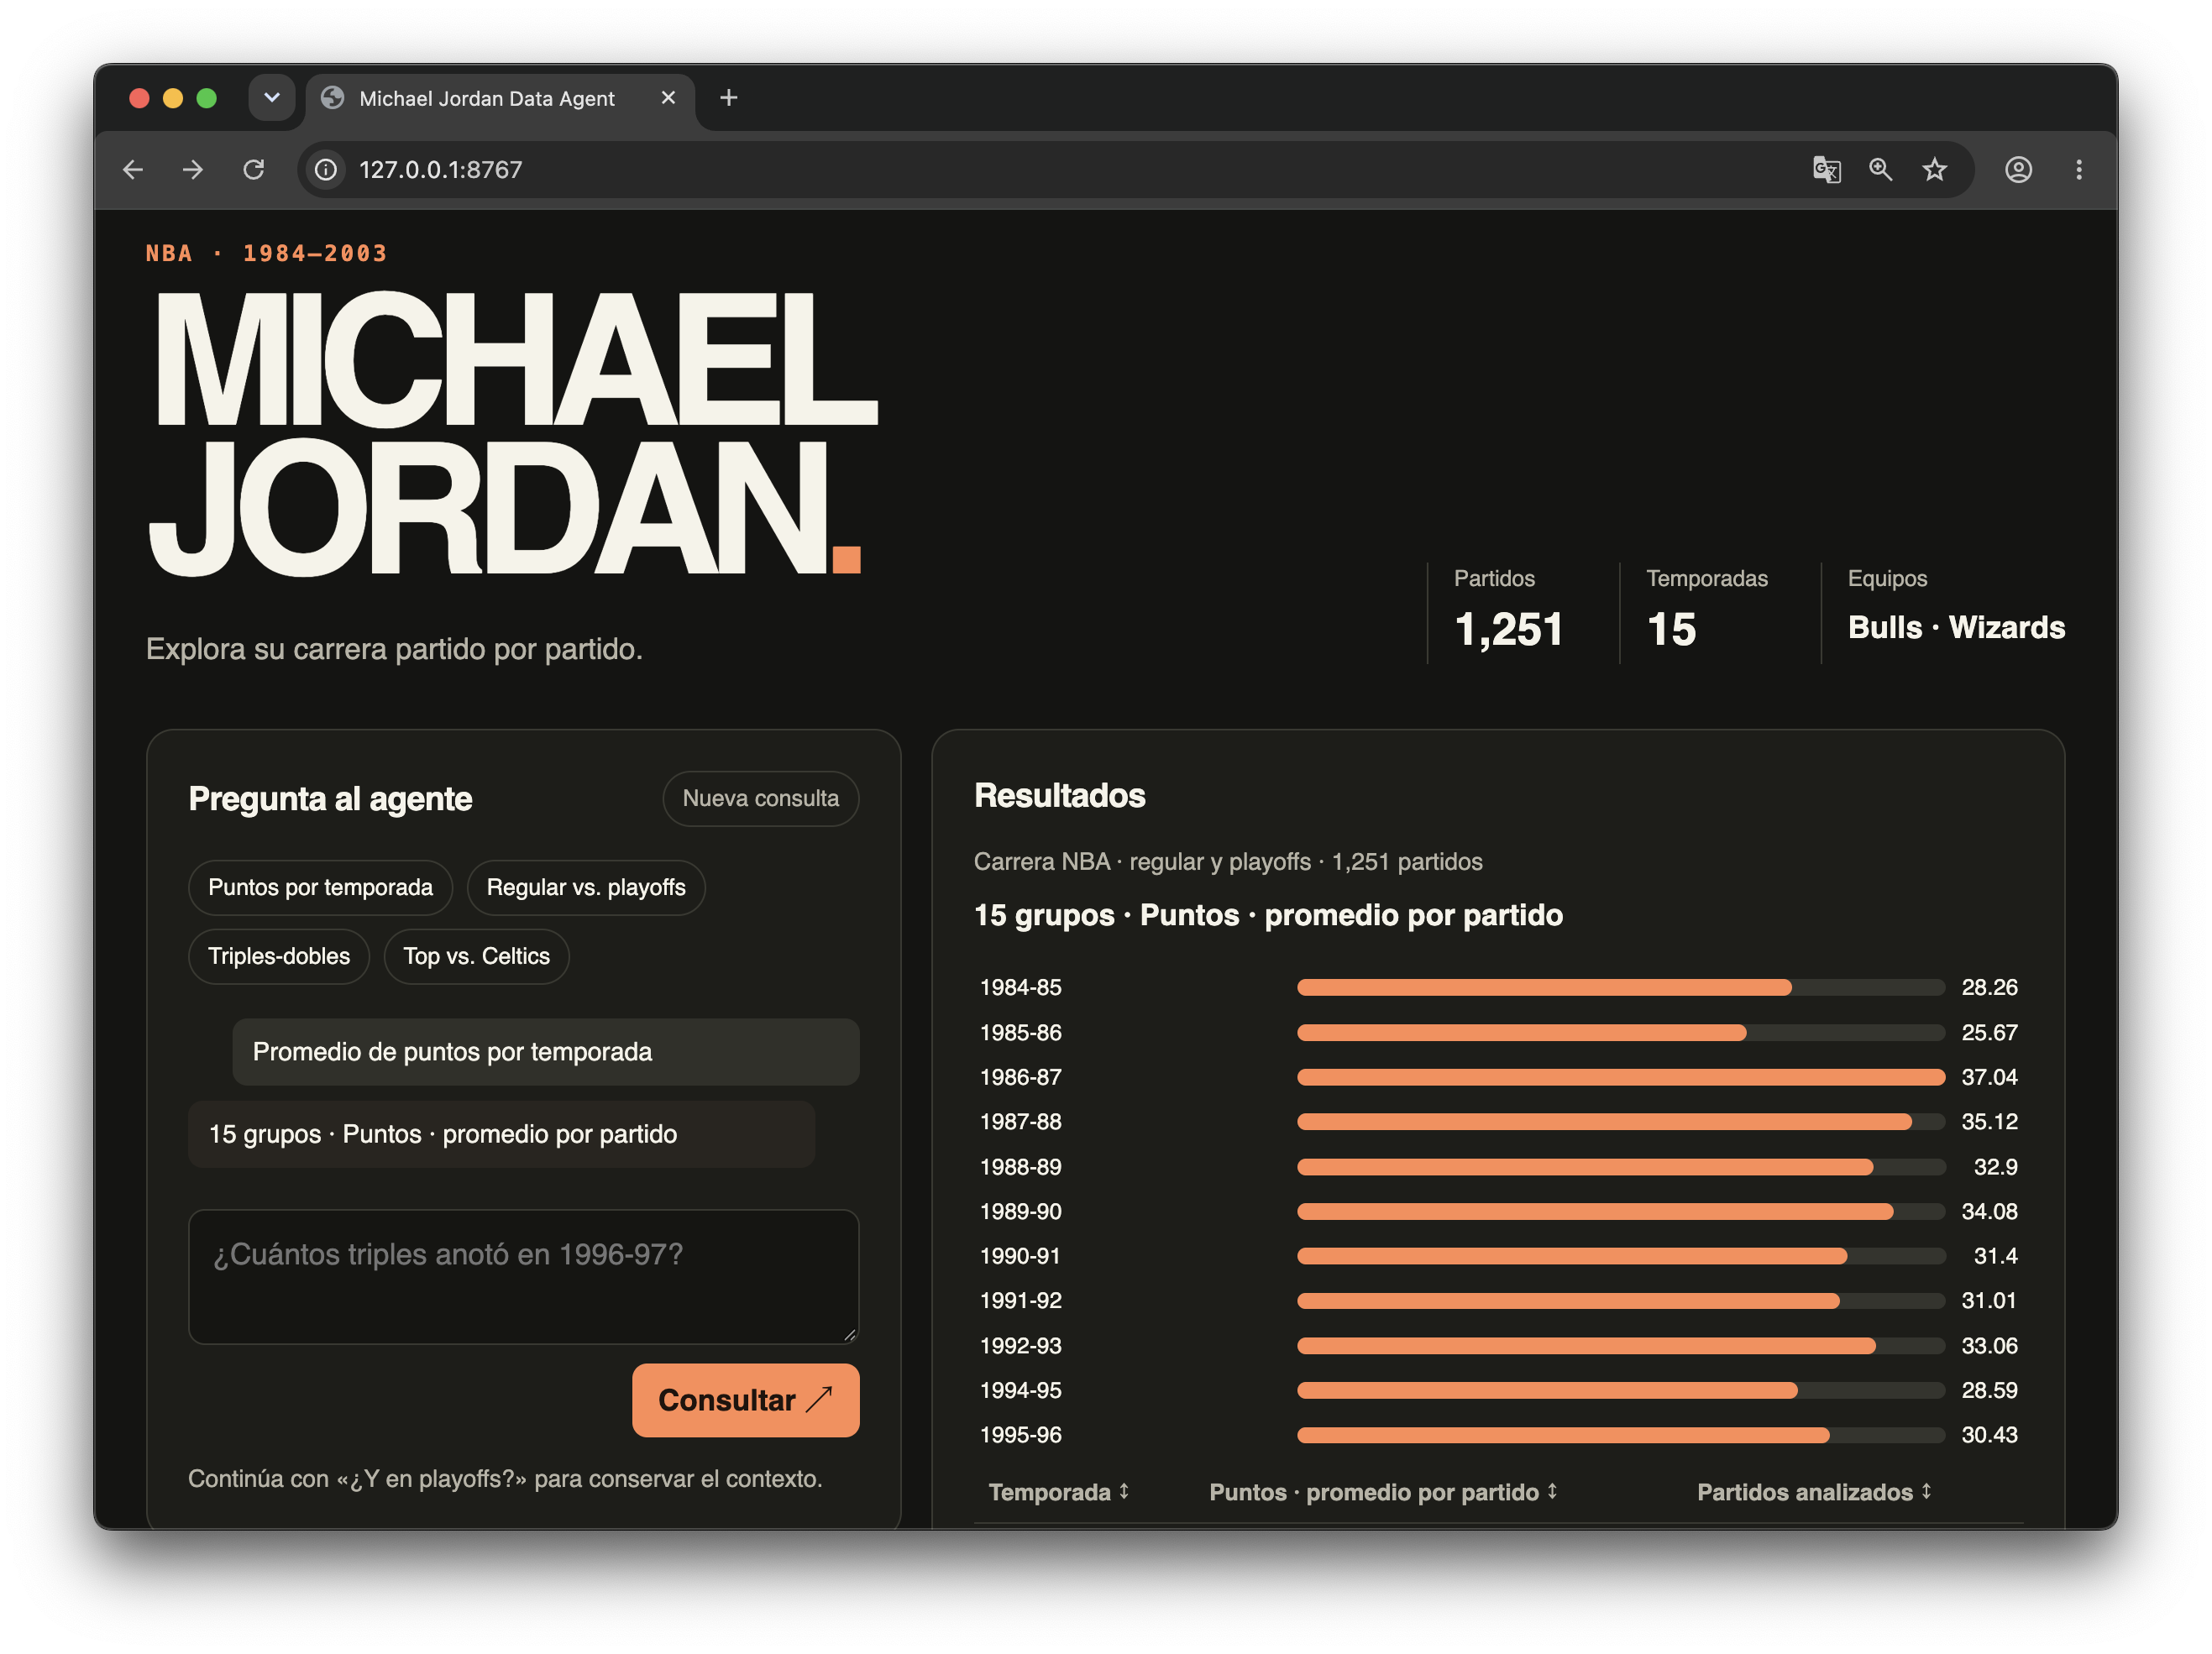 Michael Jordan Data Agent
127.0.0.1:8767
NBA · 1984—2003
MICHAEL
JORDAN.
Explora su carrera partido por partido.
Partidos
1,251
Temporadas
15
Equipos
Bulls · Wizards
Pregunta al agente
Nueva consulta
Puntos por temporada
Regular vs. playoffs
Triples-dobles
Top vs. Celtics
Promedio de puntos por temporada
15 grupos · Puntos · promedio por partido
¿Cuántos triples anotó en 1996-97?
Consultar ↗
Continúa con «¿Y en playoffs?» para conservar el contexto.
Resultados
Carrera NBA · regular y playoffs · 1,251 partidos
15 grupos · Puntos · promedio por partido
1984-85 28.26
1985-86 25.67
1986-87 37.04
1987-88 35.12
1988-89 32.9
1989-90 34.08
1990-91 31.4
1991-92 31.01
1992-93 33.06
1994-95 28.59
1995-96 30.43
Temporada ↕ Puntos · promedio por partido ↕ Partidos analizados ↕